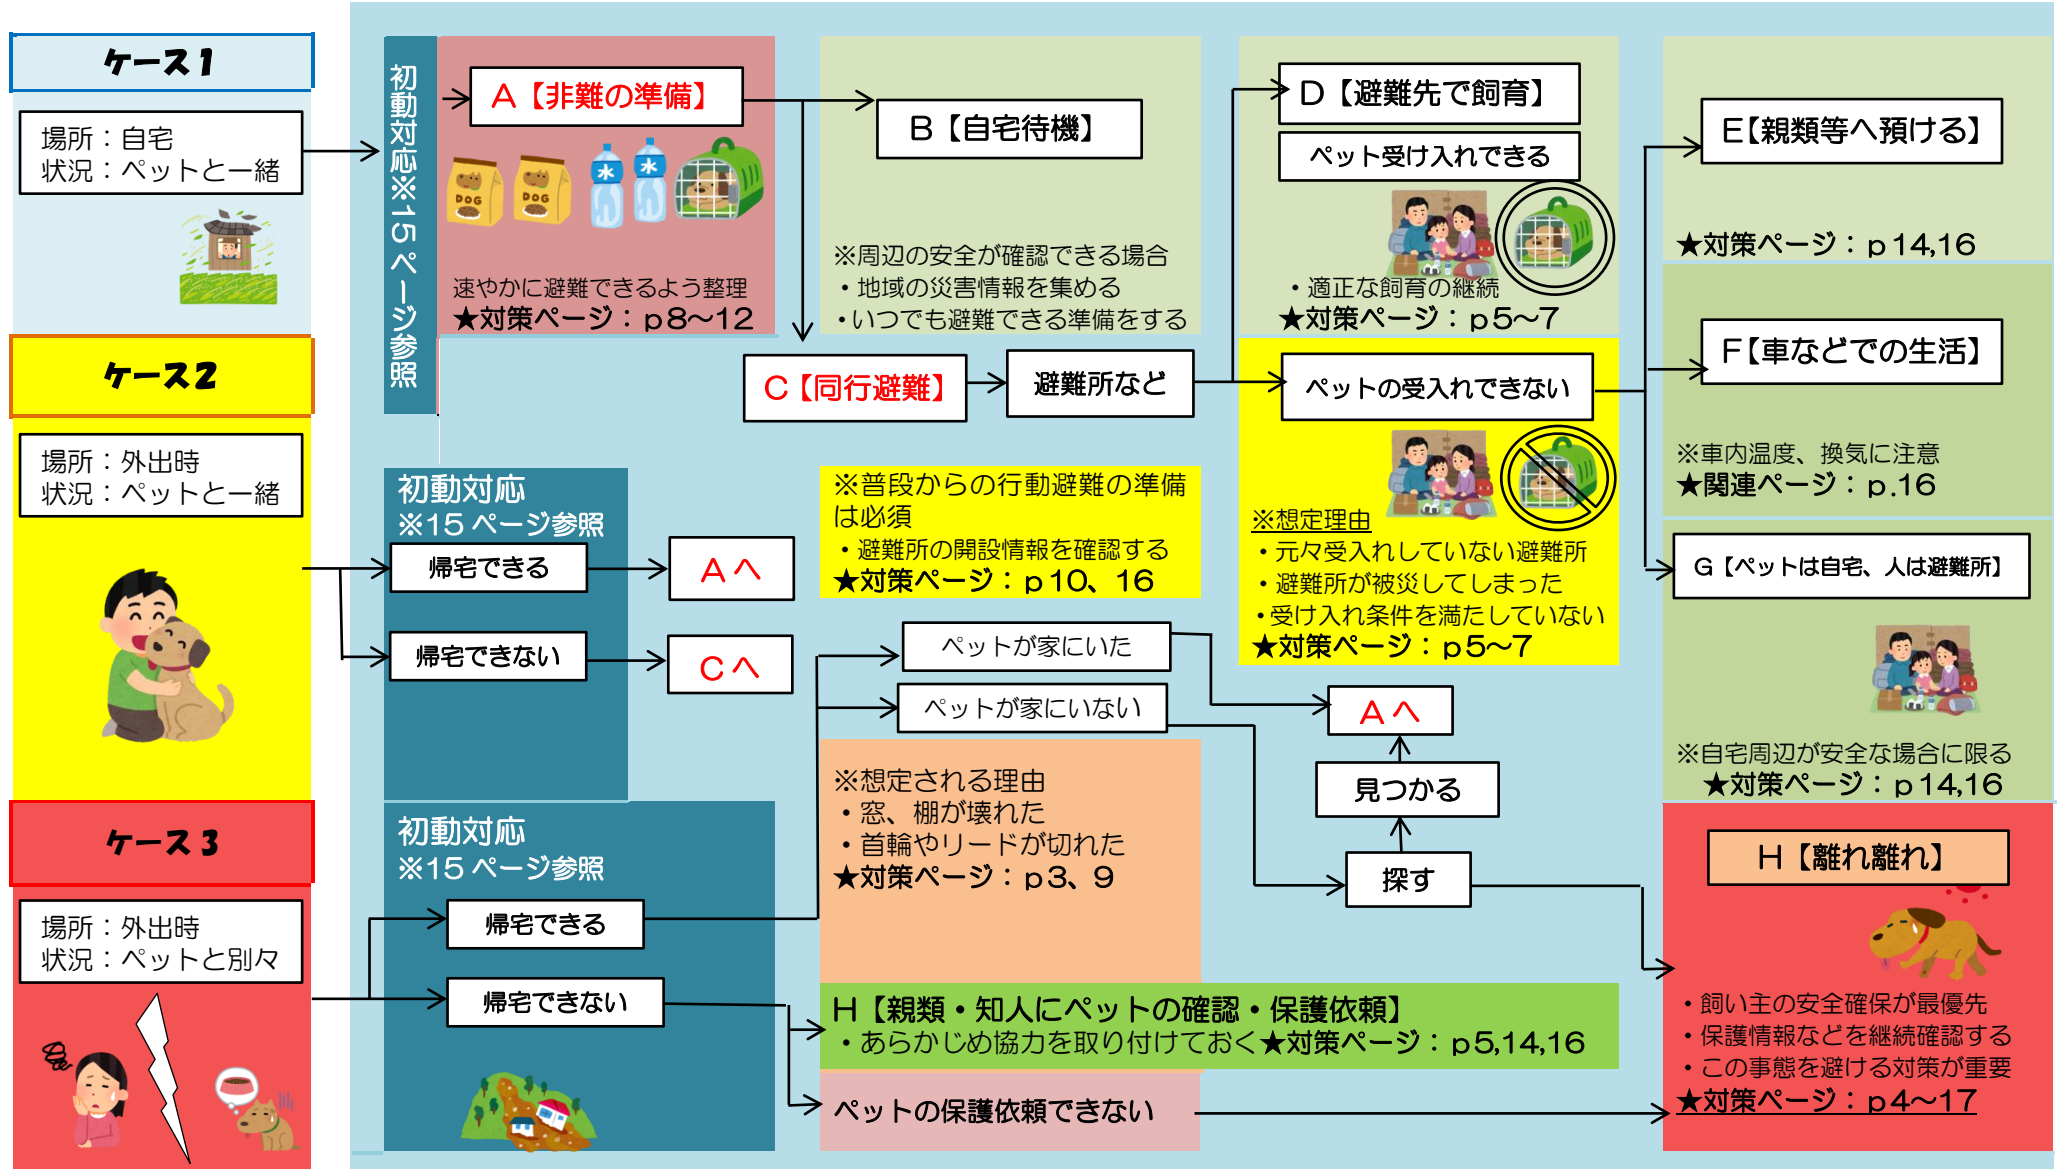 ケース1
場所：自宅
状況：ペットと一緒
初動対応※15ページ参照
A【非難の準備】
DOG
DOG
水
水
速やかに避難できるよう整理
★対策ページ：p8～12
B【自宅待機】
※周辺の安全が確認できる場合
・地域の災害情報を集める
・いつでも避難できる準備をする
C【同行避難】
避難所など
D【避難先で飼育】
ペット受け入れできる
・適正な飼育の継続
★対策ページ：p5～7
ペットの受入れできない
※想定理由
・元々受入れしていない避難所
・避難所が被災してしまった
・受け入れ条件を満たしていない
★対策ページ：p5～7
E【親類等へ預ける】
★対策ページ：p14,16
F【車などでの生活】
※車内温度、換気に注意
★関連ページ：p.16
G【ペットは自宅、人は避難所】
※自宅周辺が安全な場合に限る
★対策ページ：p14,16
ケース2
場所：外出時
状況：ペットと一緒
初動対応
※15ページ参照
帰宅できる
Aへ
帰宅できない
Cへ
※普段からの行動避難の準備
は必須
・避難所の開設情報を確認する
★対策ページ：p10、16
ケース3
場所：外出時
状況：ペットと別々
初動対応
※15ページ参照
帰宅できる
帰宅できない
ペットが家にいた
ペットが家にいない
Aへ
見つかる
探す
※想定される理由
・窓、棚が壊れた
・首輪やリードが切れた
★対策ページ：p3、9
H【親類・知人にペットの確認・保護依頼】
・あらかじめ協力を取り付けておく★対策ページ：p5,14,16
ペットの保護依頼できない
H【離れ離れ】
・飼い主の安全確保が最優先
・保護情報などを継続確認する
・この事態を避ける対策が重要
★対策ページ：p4～17